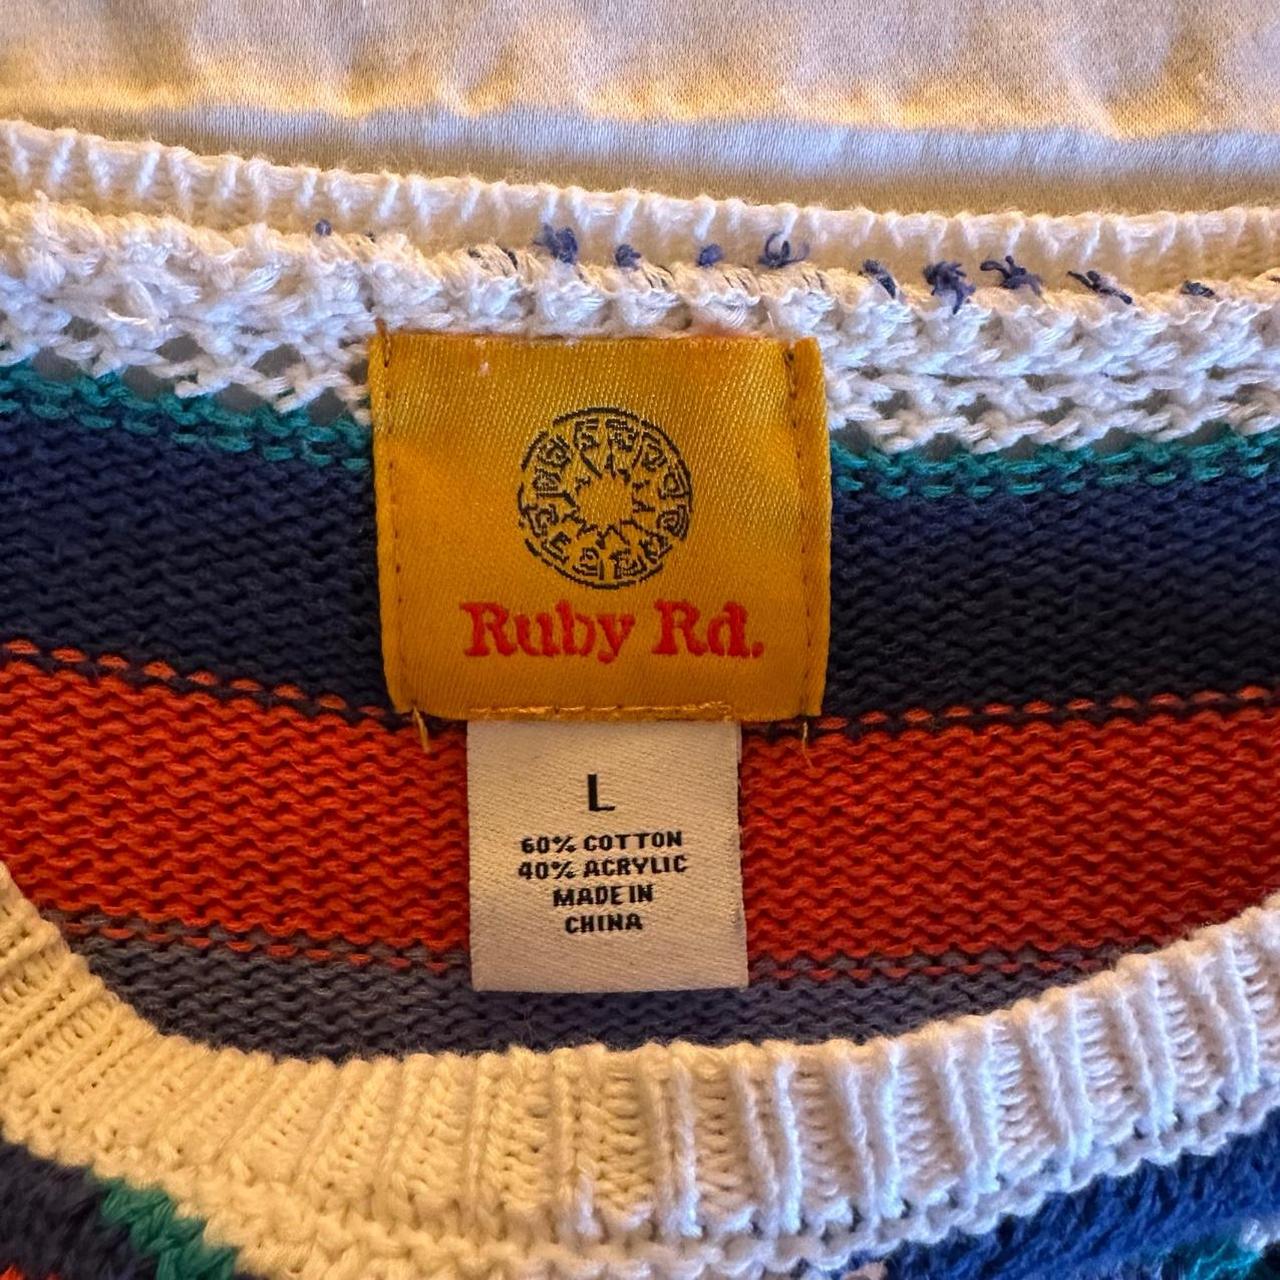 Ruby Rd.
L
60% COTTON
40% ACRYLIC
MADE IN
CHINA